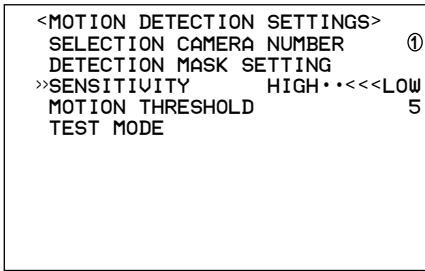 <MOTION DETECTION SETTINGS>
SELECTION CAMERA NUMBER ①
DETECTION MASK SETTING
»SENSITIVITY HIGH··<<<LOW
MOTION THRESHOLD 5
TEST MODE